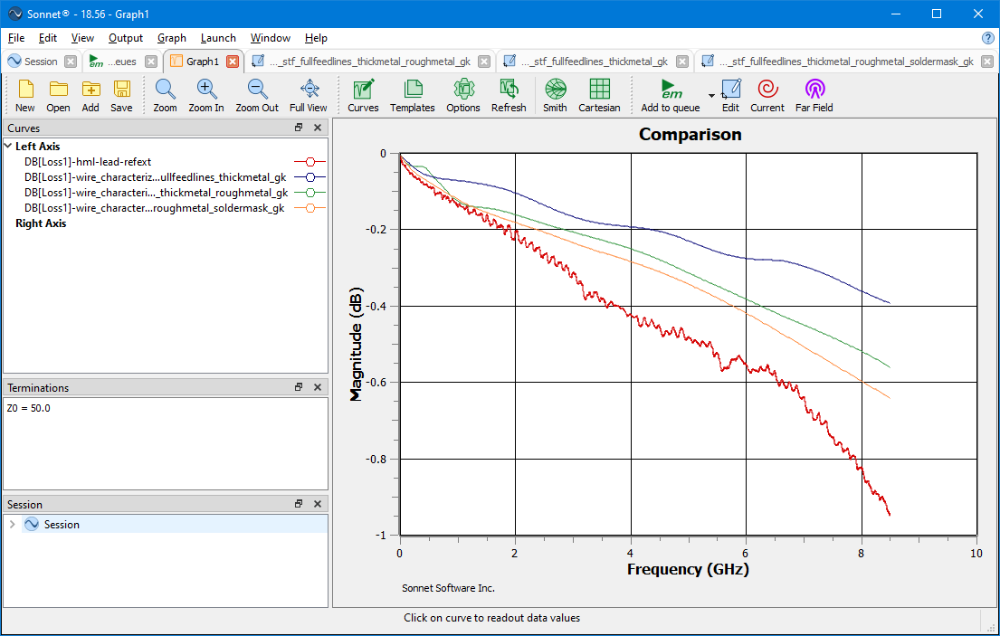 Sonnet® - 18.56 - Graph1
File Edit View Output Graph Launch Window Help
Session em ...eues Graph1 ..._stf_fullfeedlines_thickmetal_roughmetal_gk ..._stf_fullfeedlines_thickmetal_gk ..._stf_fullfeedlines_thickmetal_roughmetal_soldermask_gk
em
New Open Add Save Zoom Zoom In Zoom Out Full View Curves Templates Options Refresh Smith Cartesian Add to queue Edit Current Far Field
Curves
Left Axis
DB[Loss1]-hml-lead-refext
DB[Loss1]-wire_characteriz...ullfeedlines_thickmetal_gk
DB[Loss1]-wire_characteri..._thickmetal_roughmetal_gk
DB[Loss1]-wire_character...roughmetal_soldermask_gk
Right Axis
Terminations
Z0 = 50.0
Session
Session
Comparison
Magnitude (dB)
0
-0.2
-0.4
-0.6
-0.8
-1
0 2 4 6 8 10
Frequency (GHz)
Sonnet Software Inc.
Click on curve to readout data values